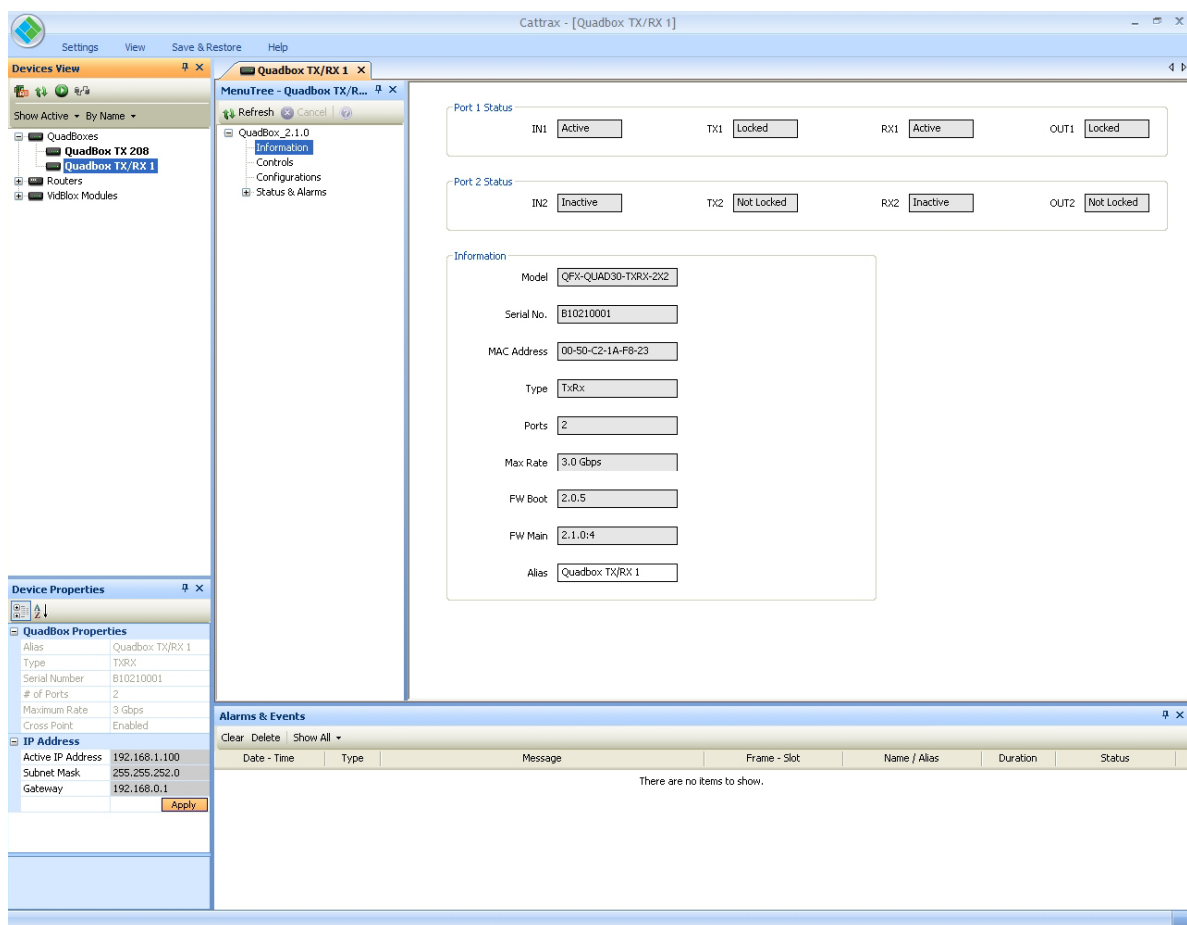 Cattrax - [Quadbox TX/RX 1]
Settings View Save & Restore Help
Devices View
Show Active By Name
QuadBoxes
QuadBox TX 208
Quadbox TX/RX 1
Routers
VidBlox Modules
Quadbox TX/RX 1
MenuTree - Quadbox TX/R...
Refresh Cancel
QuadBox_2.1.0
Information
Controls
Configurations
Status & Alarms
Port 1 Status
IN1 Active TX1 Locked RX1 Active OUT1 Locked
Port 2 Status
IN2 Inactive TX2 Not Locked RX2 Inactive OUT2 Not Locked
Information
Model QFX-QUAD30-TXRX-2X2
Serial No. B10210001
MAC Address 00-50-C2-1A-F8-23
Type TxRx
Ports 2
Max Rate 3.0 Gbps
FW Boot 2.0.5
FW Main 2.1.0:4
Alias Quadbox TX/RX 1
Device Properties
QuadBox Properties
Alias Quadbox TX/RX 1
Type TXRX
Serial Number B10210001
# of Ports 2
Maximum Rate 3 Gbps
Cross Point Enabled
IP Address
Active IP Address 192.168.1.100
Subnet Mask 255.255.252.0
Gateway 192.168.0.1
Apply
Alarms & Events
Clear Delete Show All
Date - Time Type Message Frame - Slot Name / Alias Duration Status
There are no items to show.